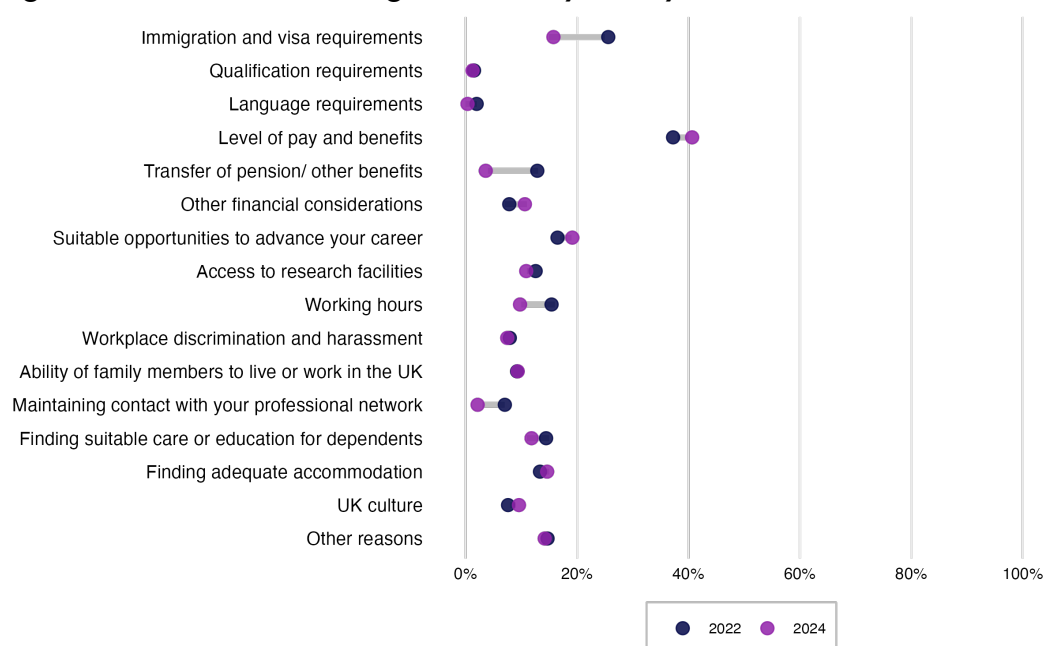 Immigration and visa requirements
Qualification requirements
Language requirements
Level of pay and benefits
Transfer of pension/ other benefits
Other financial considerations
Suitable opportunities to advance your career
Access to research facilities
Working hours
Workplace discrimination and harassment
Ability of family members to live or work in the UK
Maintaining contact with your professional network
Finding suitable care or education for dependents
Finding adequate accommodation
UK culture
Other reasons
0% 20% 40% 60% 80% 100%
2022 2024